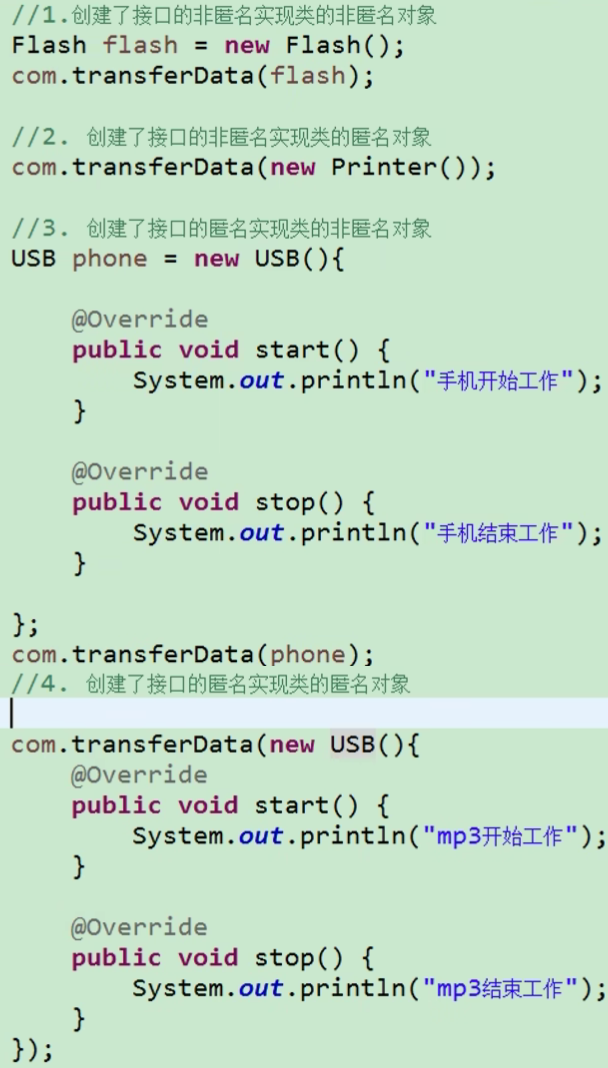 //1.创建了接口的非匿名实现类的非匿名对象
Flash flash = new Flash();
com.transferData(flash);
//2. 创建了接口的非匿名实现类的匿名对象
com.transferData(new Printer());
//3. 创建了接口的匿名实现类的非匿名对象
USB phone = new USB(){
@Override
public void start() {
System.out.println("手机开始工作");
}
@Override
public void stop() {
System.out.println("手机结束工作");
}
};
com.transferData(phone);
//4. 创建了接口的匿名实现类的匿名对象
com.transferData(new USB(){
@Override
public void start() {
System.out.println("mp3开始工作");
}
@Override
public void stop() {
System.out.println("mp3结束工作");
}
});